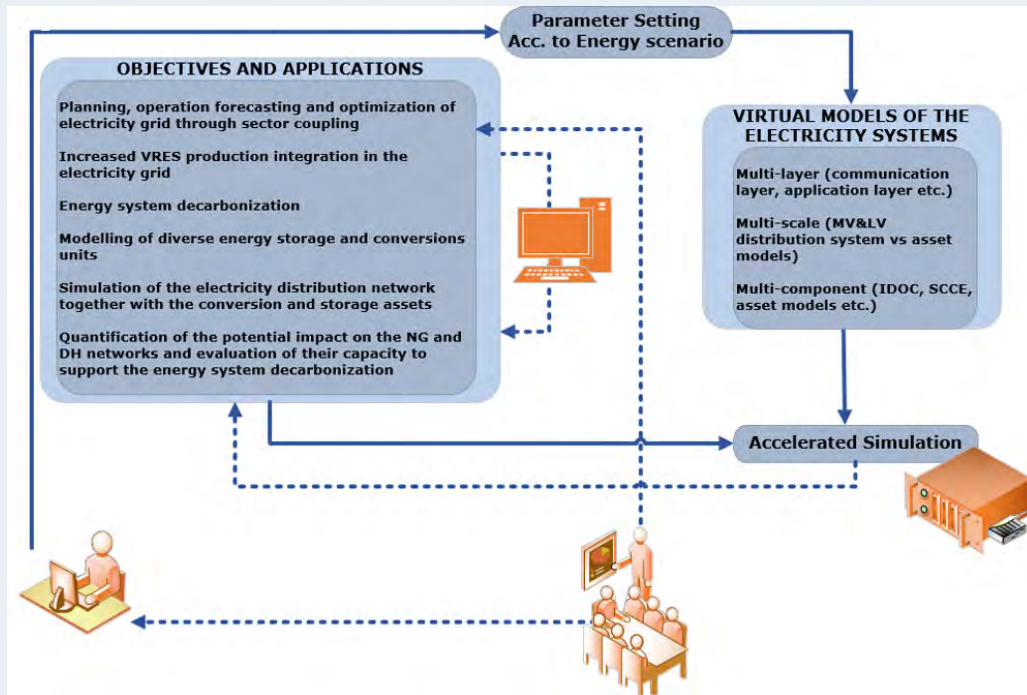 Parameter Setting
Acc. to Energy scenario
OBJECTIVES AND APPLICATIONS
Planning, operation forecasting and optimization of
electricity grid through sector coupling
Increased VRES production integration in the
electricity grid
Energy system decarbonization
Modelling of diverse energy storage and conversions
units
Simulation of the electricity distribution network
together with the conversion and storage assets
Quantification of the potential impact on the NG and
DH networks and evaluation of their capacity to
support the energy system decarbonization
VIRTUAL MODELS OF THE
ELECTRICITY SYSTEMS
Multi-layer (communication
layer, application layer etc.)
Multi-scale (MV&LV
distribution system vs asset
models)
Multi-component (IDOC, SCCE,
asset models etc.)
Accelerated Simulation